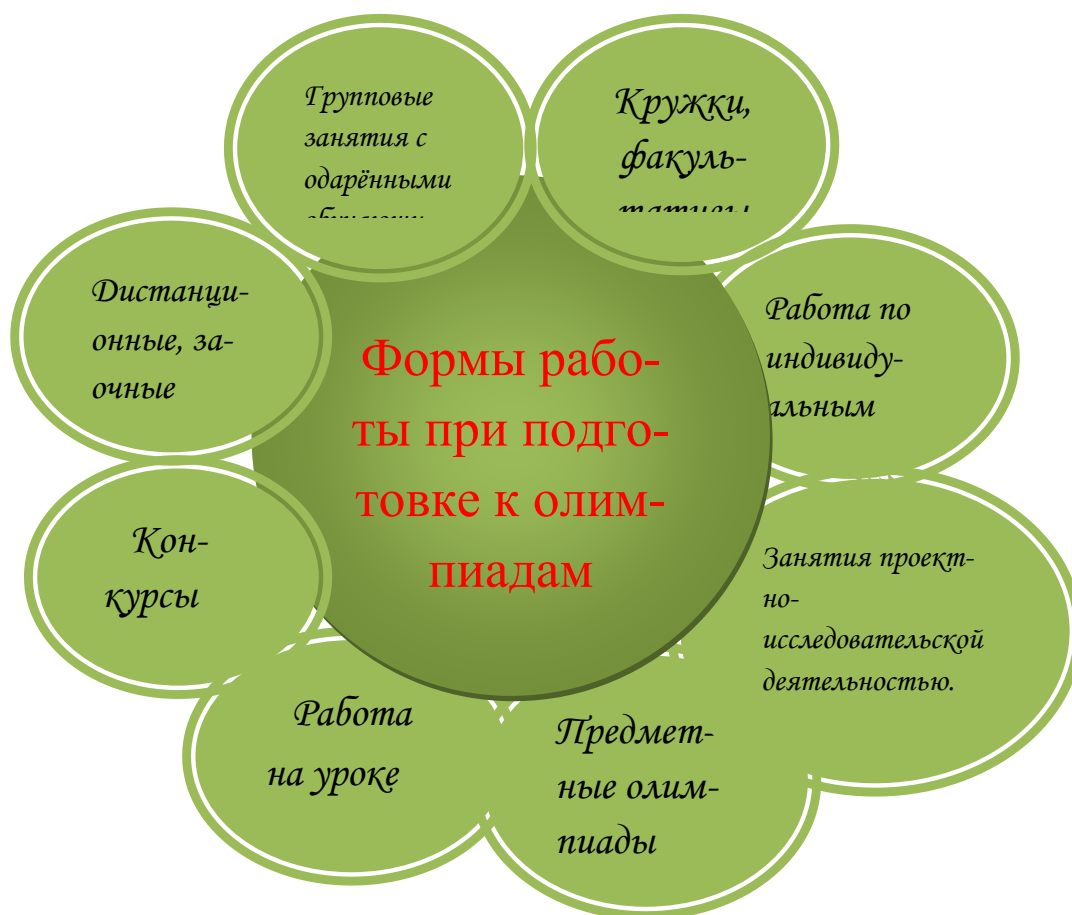 Групповые
занятия с
одарёнными
Кружки,
факуль-
тативы
Дистанци-
онные, за-
очные
Работа по
индивиду-
альным
Формы рабо-
ты при подго-
товке к олим-
пиадам
Кон-
курсы
Занятия проект-
но-
исследовательской
деятельностью.
Работа
на уроке
Предмет-
ные олим-
пиады